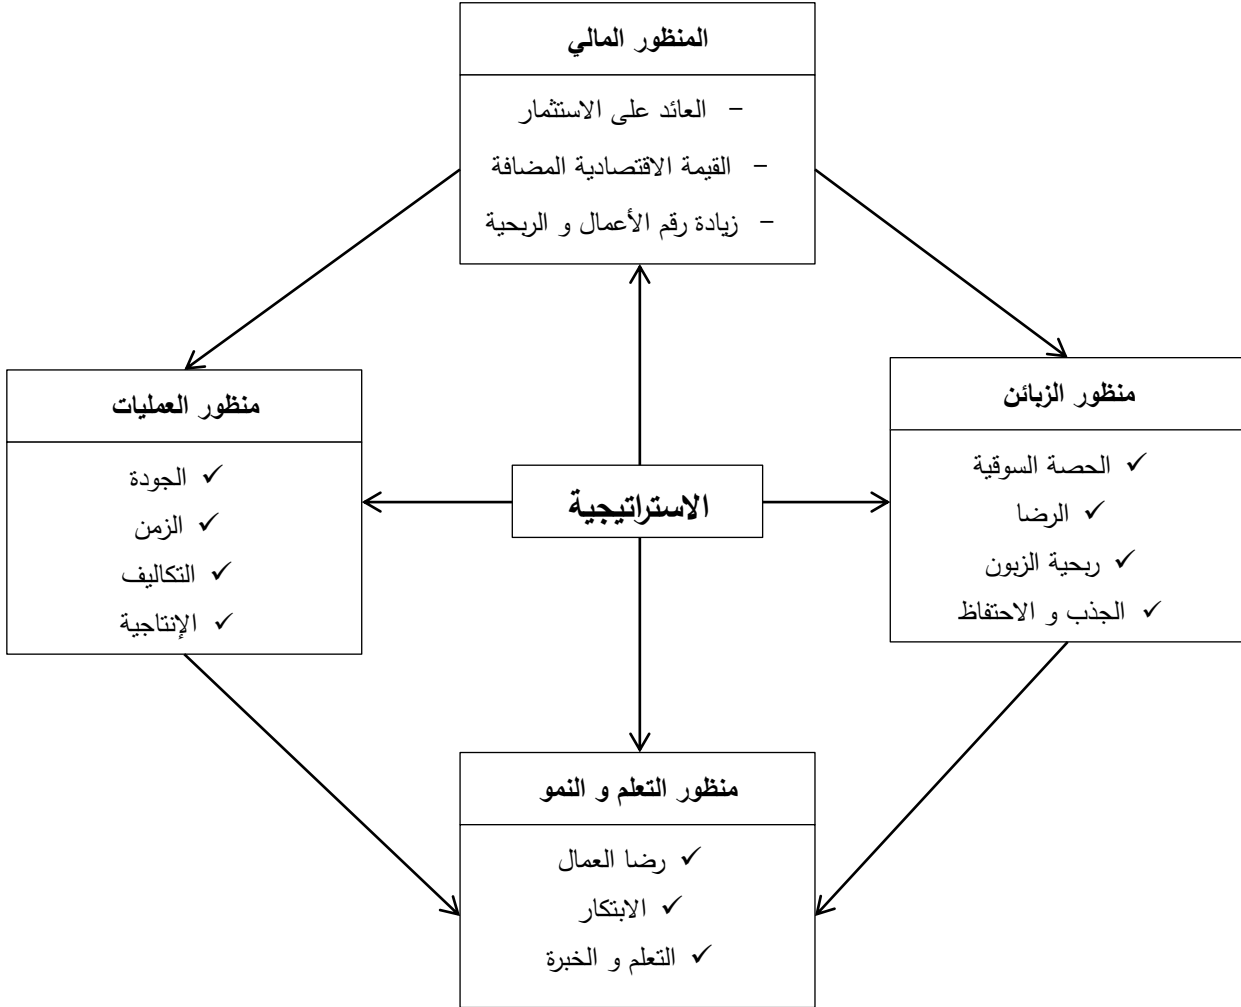 المنظور المالي
– العائد على الاستثمار
– القيمة الاقتصادية المضافة
– زيادة رقم الأعمال و الربحية
منظور الزبائن
✓ الحصة السوقية
✓ الرضا
✓ ربحية الزبون
✓ الجذب و الاحتفاظ
الاستراتيجية
منظور العمليات
✓ الجودة
✓ الزمن
✓ التكاليف
✓ الإنتاجية
منظور التعلم و النمو
✓ رضا العمال
✓ الابتكار
✓ التعلم و الخبرة